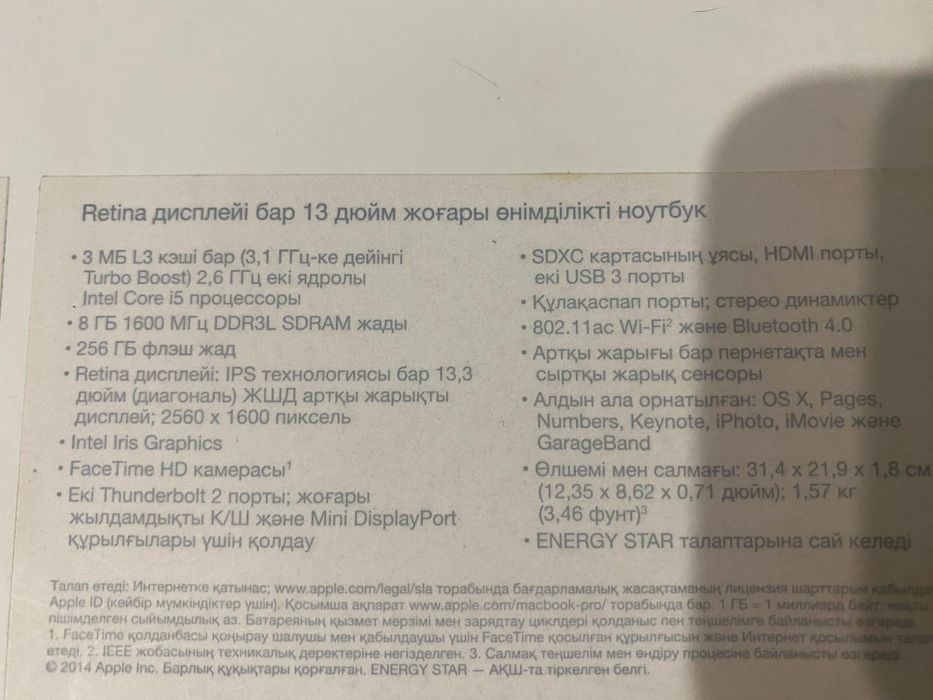 Retina дисплейі бар 13 дюйм жоғары өнімділікті ноутбук
• 3 МБ L3 кэші бар (3,1 ГГц-ке дейінгі
Turbo Boost) 2,6 ГГц екі ядролы
Intel Core i5 процессоры
• 8 ГБ 1600 МГц DDR3L SDRAM жады
• 256 ГБ флэш жад
• Retina дисплейі: IPS технологиясы бар 13,3
дюйм (диагональ) ЖШД артқы жарықты
дисплей; 2560 x 1600 пиксель
• Intel Iris Graphics
• FaceTime HD камерасы¹
• Екі Thunderbolt 2 порты; жоғары
жылдамдықты К/Ш және Mini DisplayPort
құрылғылары үшін қолдау
• SDXC картасының ұясы, HDMI порты,
екі USB 3 порты
• Құлақаспап порты; стерео динамиктер
• 802.11ac Wi-Fi² және Bluetooth 4.0
• Артқы жарығы бар пернетақта мен
сыртқы жарық сенсоры
• Алдын ала орнатылған: OS X, Pages,
Numbers, Keynote, iPhoto, iMovie және
GarageBand
• Өлшемі мен салмағы: 31,4 x 21,9 x 1,8 см
(12,35 x 8,62 x 0,71 дюйм); 1,57 кг
(3,46 фунт)³
• ENERGY STAR талаптарына сай келеді
Талап етеді: Интернетке қатынас; www.apple.com/legal/sla торабында бағдарламалық жасақтаманың лицензия шарттарын
Apple ID (кейбір мүмкіндіктер үшін). Қосымша ақпарат www.apple.com/macbook-pro/ торабында бар. 1 ГБ = 1 миллиард байт; нақты
пішімделген сыйымдылық аз. Батареяның қызмет мерзімі мен зарядтау циклдері қолданыс пен теңшелімге байланысты өзгереді.
1. FaceTime қолданбасы қоңырау шалушы мен қабылдаушы үшін FaceTime қосылған құрылғысын және Интернет қосылымын
етеді. 2. IEEE жобасының техникалық деректеріне негізделген. 3. Салмақ теңшелім мен өндіру процесіне байланысты өзгереді.
© 2014 Apple Inc. Барлық құқықтары қорғалған. ENERGY STAR — АҚШ-та тіркелген белгі.